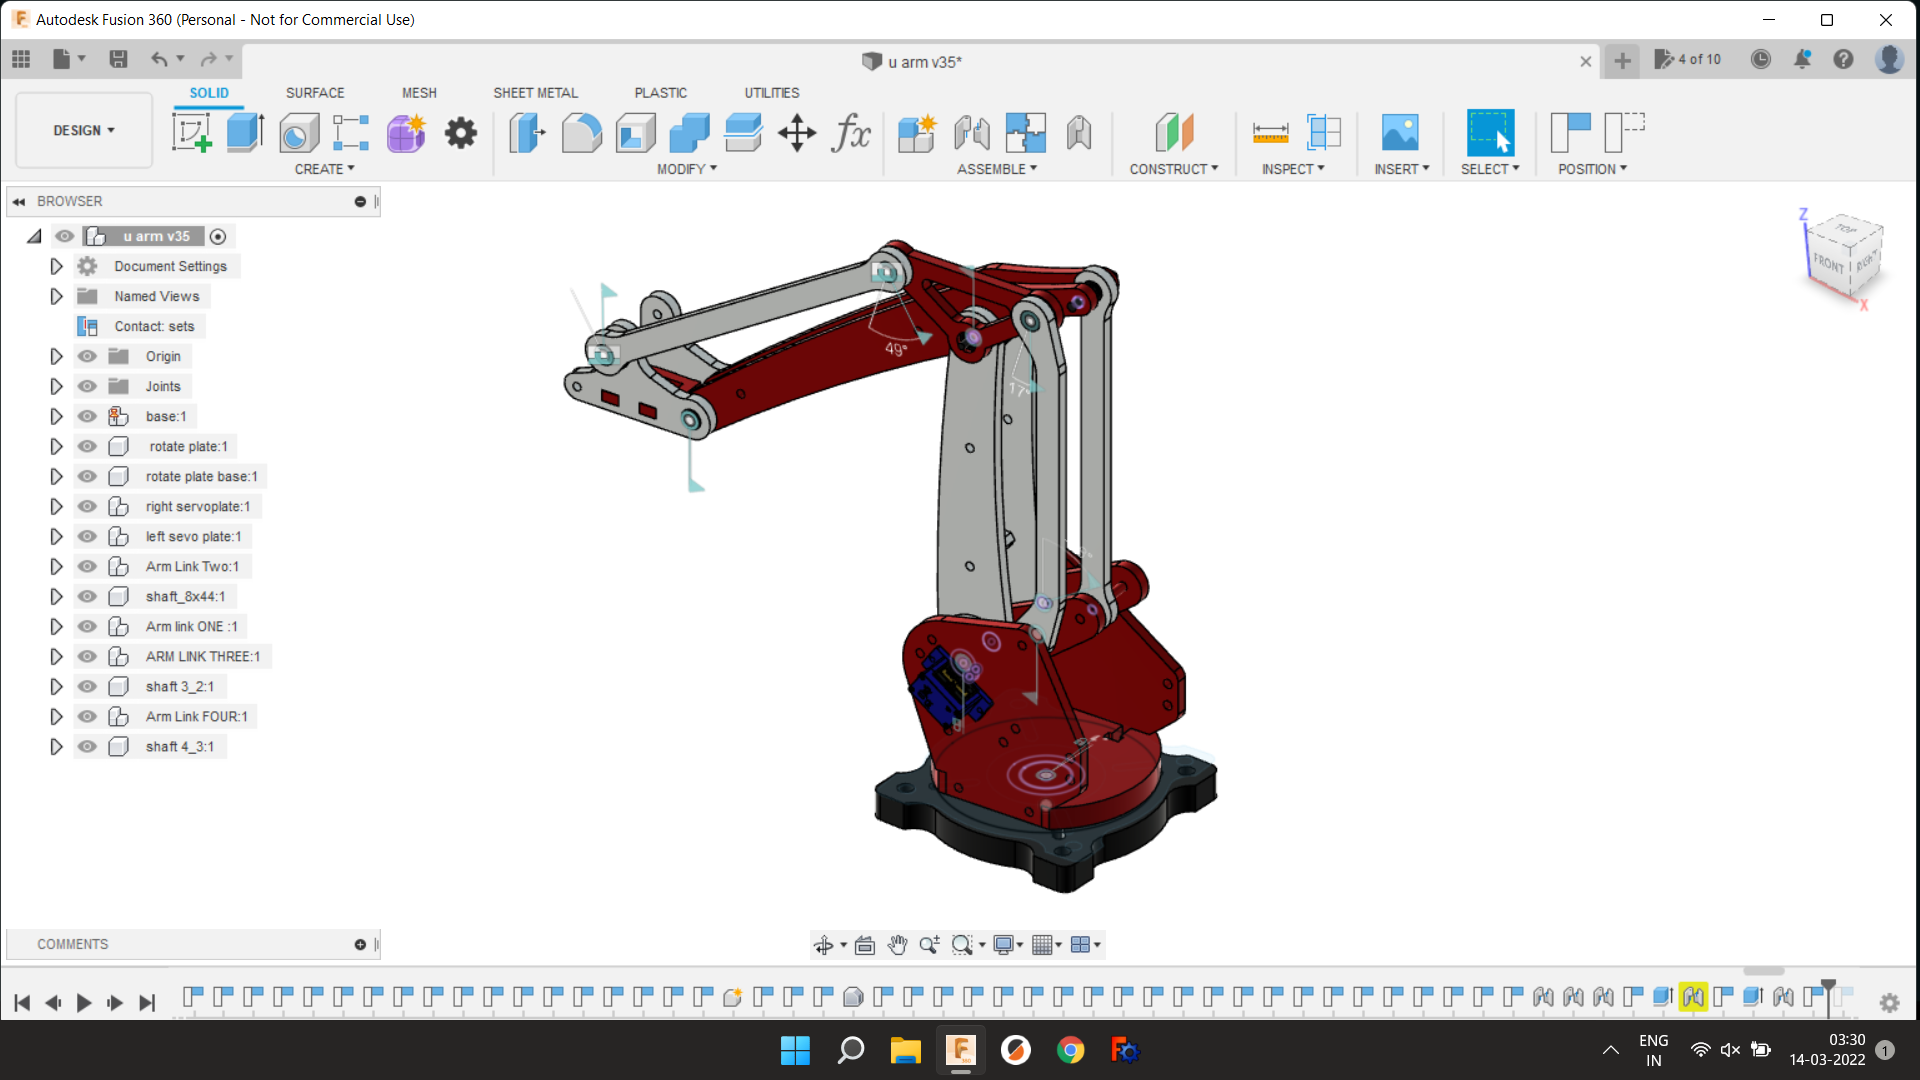 Autodesk Fusion 360 (Personal - Not for Commercial Use)
u arm v35*
4 of 10
DESIGN
SOLID
SURFACE
MESH
SHEET METAL
PLASTIC
UTILITIES
fx
CREATE
MODIFY
ASSEMBLE
CONSTRUCT
INSPECT
INSERT
SELECT
POSITION
BROWSER
u arm v35
Document Settings
Named Views
Contact: sets
Origin
Joints
base:1
rotate plate:1
rotate plate base:1
right servoplate:1
left sevo plate:1
Arm Link Two:1
shaft_8x44:1
Arm link ONE :1
ARM LINK THREE:1
shaft 3_2:1
Arm Link FOUR:1
shaft 4_3:1
49°
17°
Z
TOP
FRONT
RIGHT
X
COMMENTS
ENG
IN
03:30
14-03-2022
1